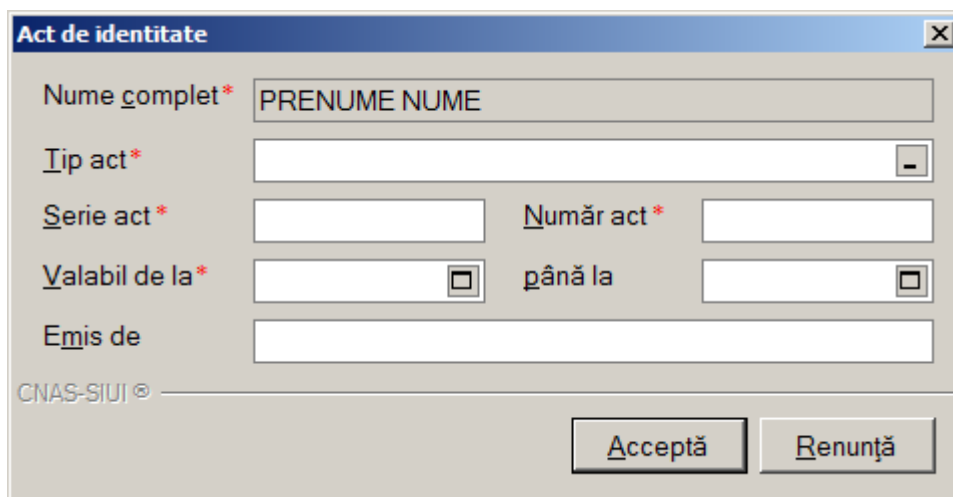 Act de identitate
Nume complet* PRENUME NUME
Tip act*
Serie act* Număr act*
Valabil de la* până la
Emis de
CNAS-SIUI ®
Acceptă Renunţă